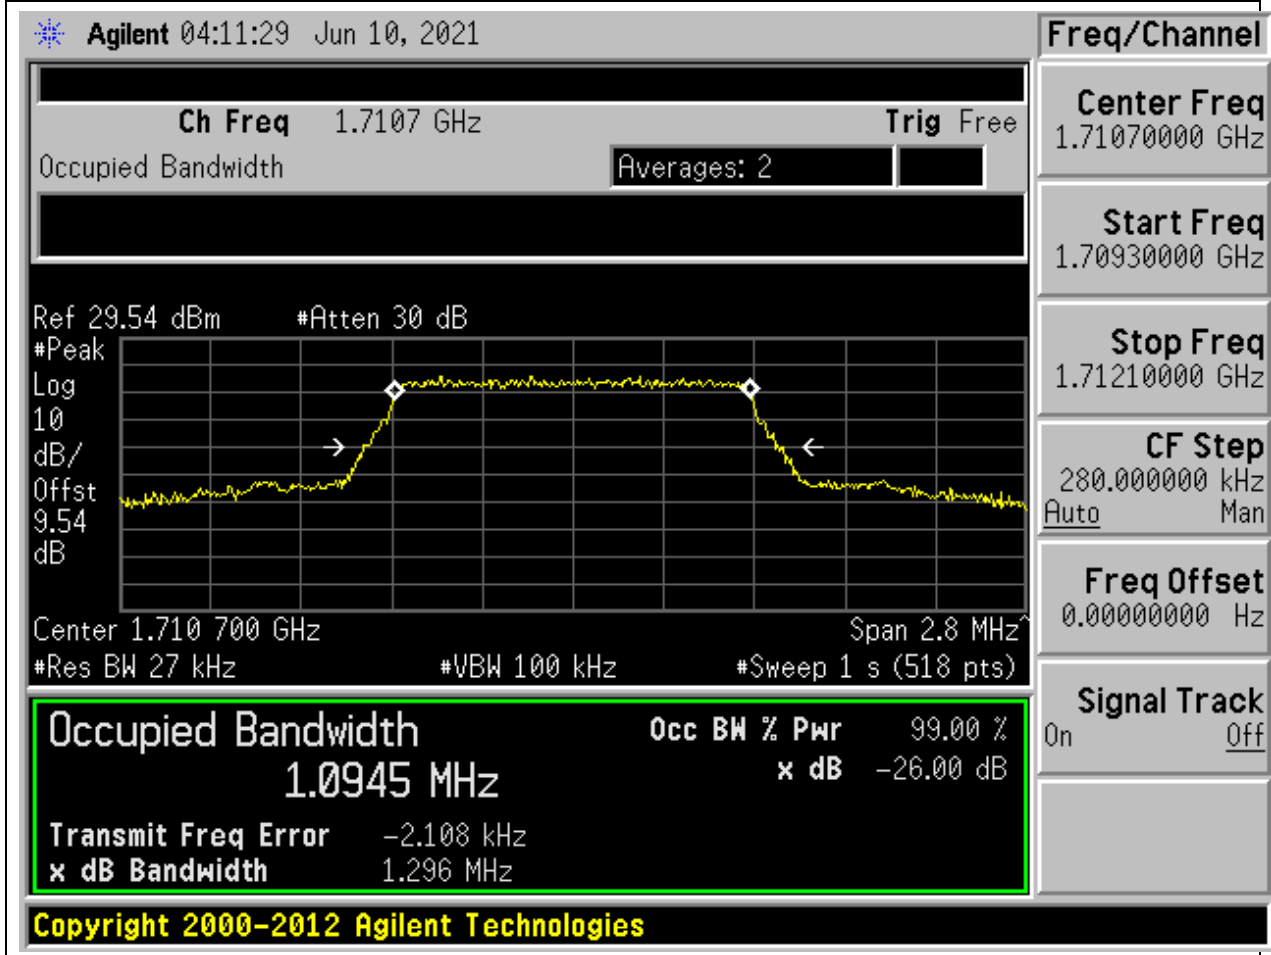 Agilent 04:11:29 Jun 10, 2021
Freq/Channel
Ch Freq 1.7107 GHz Trig Free
Occupied Bandwidth Averages: 2
Center Freq
1.71070000 GHz
Start Freq
1.70930000 GHz
Stop Freq
1.71210000 GHz
CF Step
280.000000 kHz
Auto Man
Freq Offset
0.00000000 Hz
Signal Track
On Off
Ref 29.54 dBm #Atten 30 dB
#Peak
Log
10
dB/
Offst
9.54
dB
Center 1.710 700 GHz Span 2.8 MHz^
#Res BW 27 kHz #VBW 100 kHz #Sweep 1 s (518 pts)
Occupied Bandwidth Occ BW % Pwr 99.00 %
1.0945 MHz x dB -26.00 dB
Transmit Freq Error -2.108 kHz
x dB Bandwidth 1.296 MHz
Copyright 2000-2012 Agilent Technologies